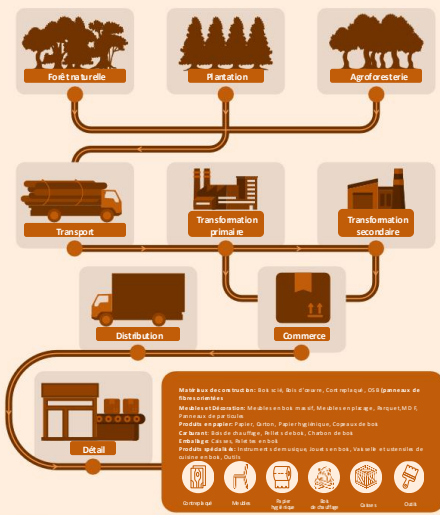 Forêt naturelle
Plantation
Agroforesterie
Transport
Transformation
primaire
Transformation
secondaire
Distribution
Commerce
Détail
Matériaux de construction: Bois scié, Bois d'œuvre, Contreplaqué, OSB (panneaux de
fibres orientées
Meubles et Décoration: Meubles en bois massif, Meubles en placage, Parquet, MDF,
Panneaux de particules
Produits en papier: Papier, Carton, Papier hygiénique, Copeaux de bois
Carburant: Bois de chauffage, Pellets de bois, Charbon de bois
Emballage: Caisses, Palettes en bois
Produits spécialisés: Instruments de musique, Jouets en bois, Vaisselle et ustensiles de
cuisine en bois, Outils
Contreplaqué
Meubles
Papier
hygiénique
Bois
de chauffage
Caisses
Outils